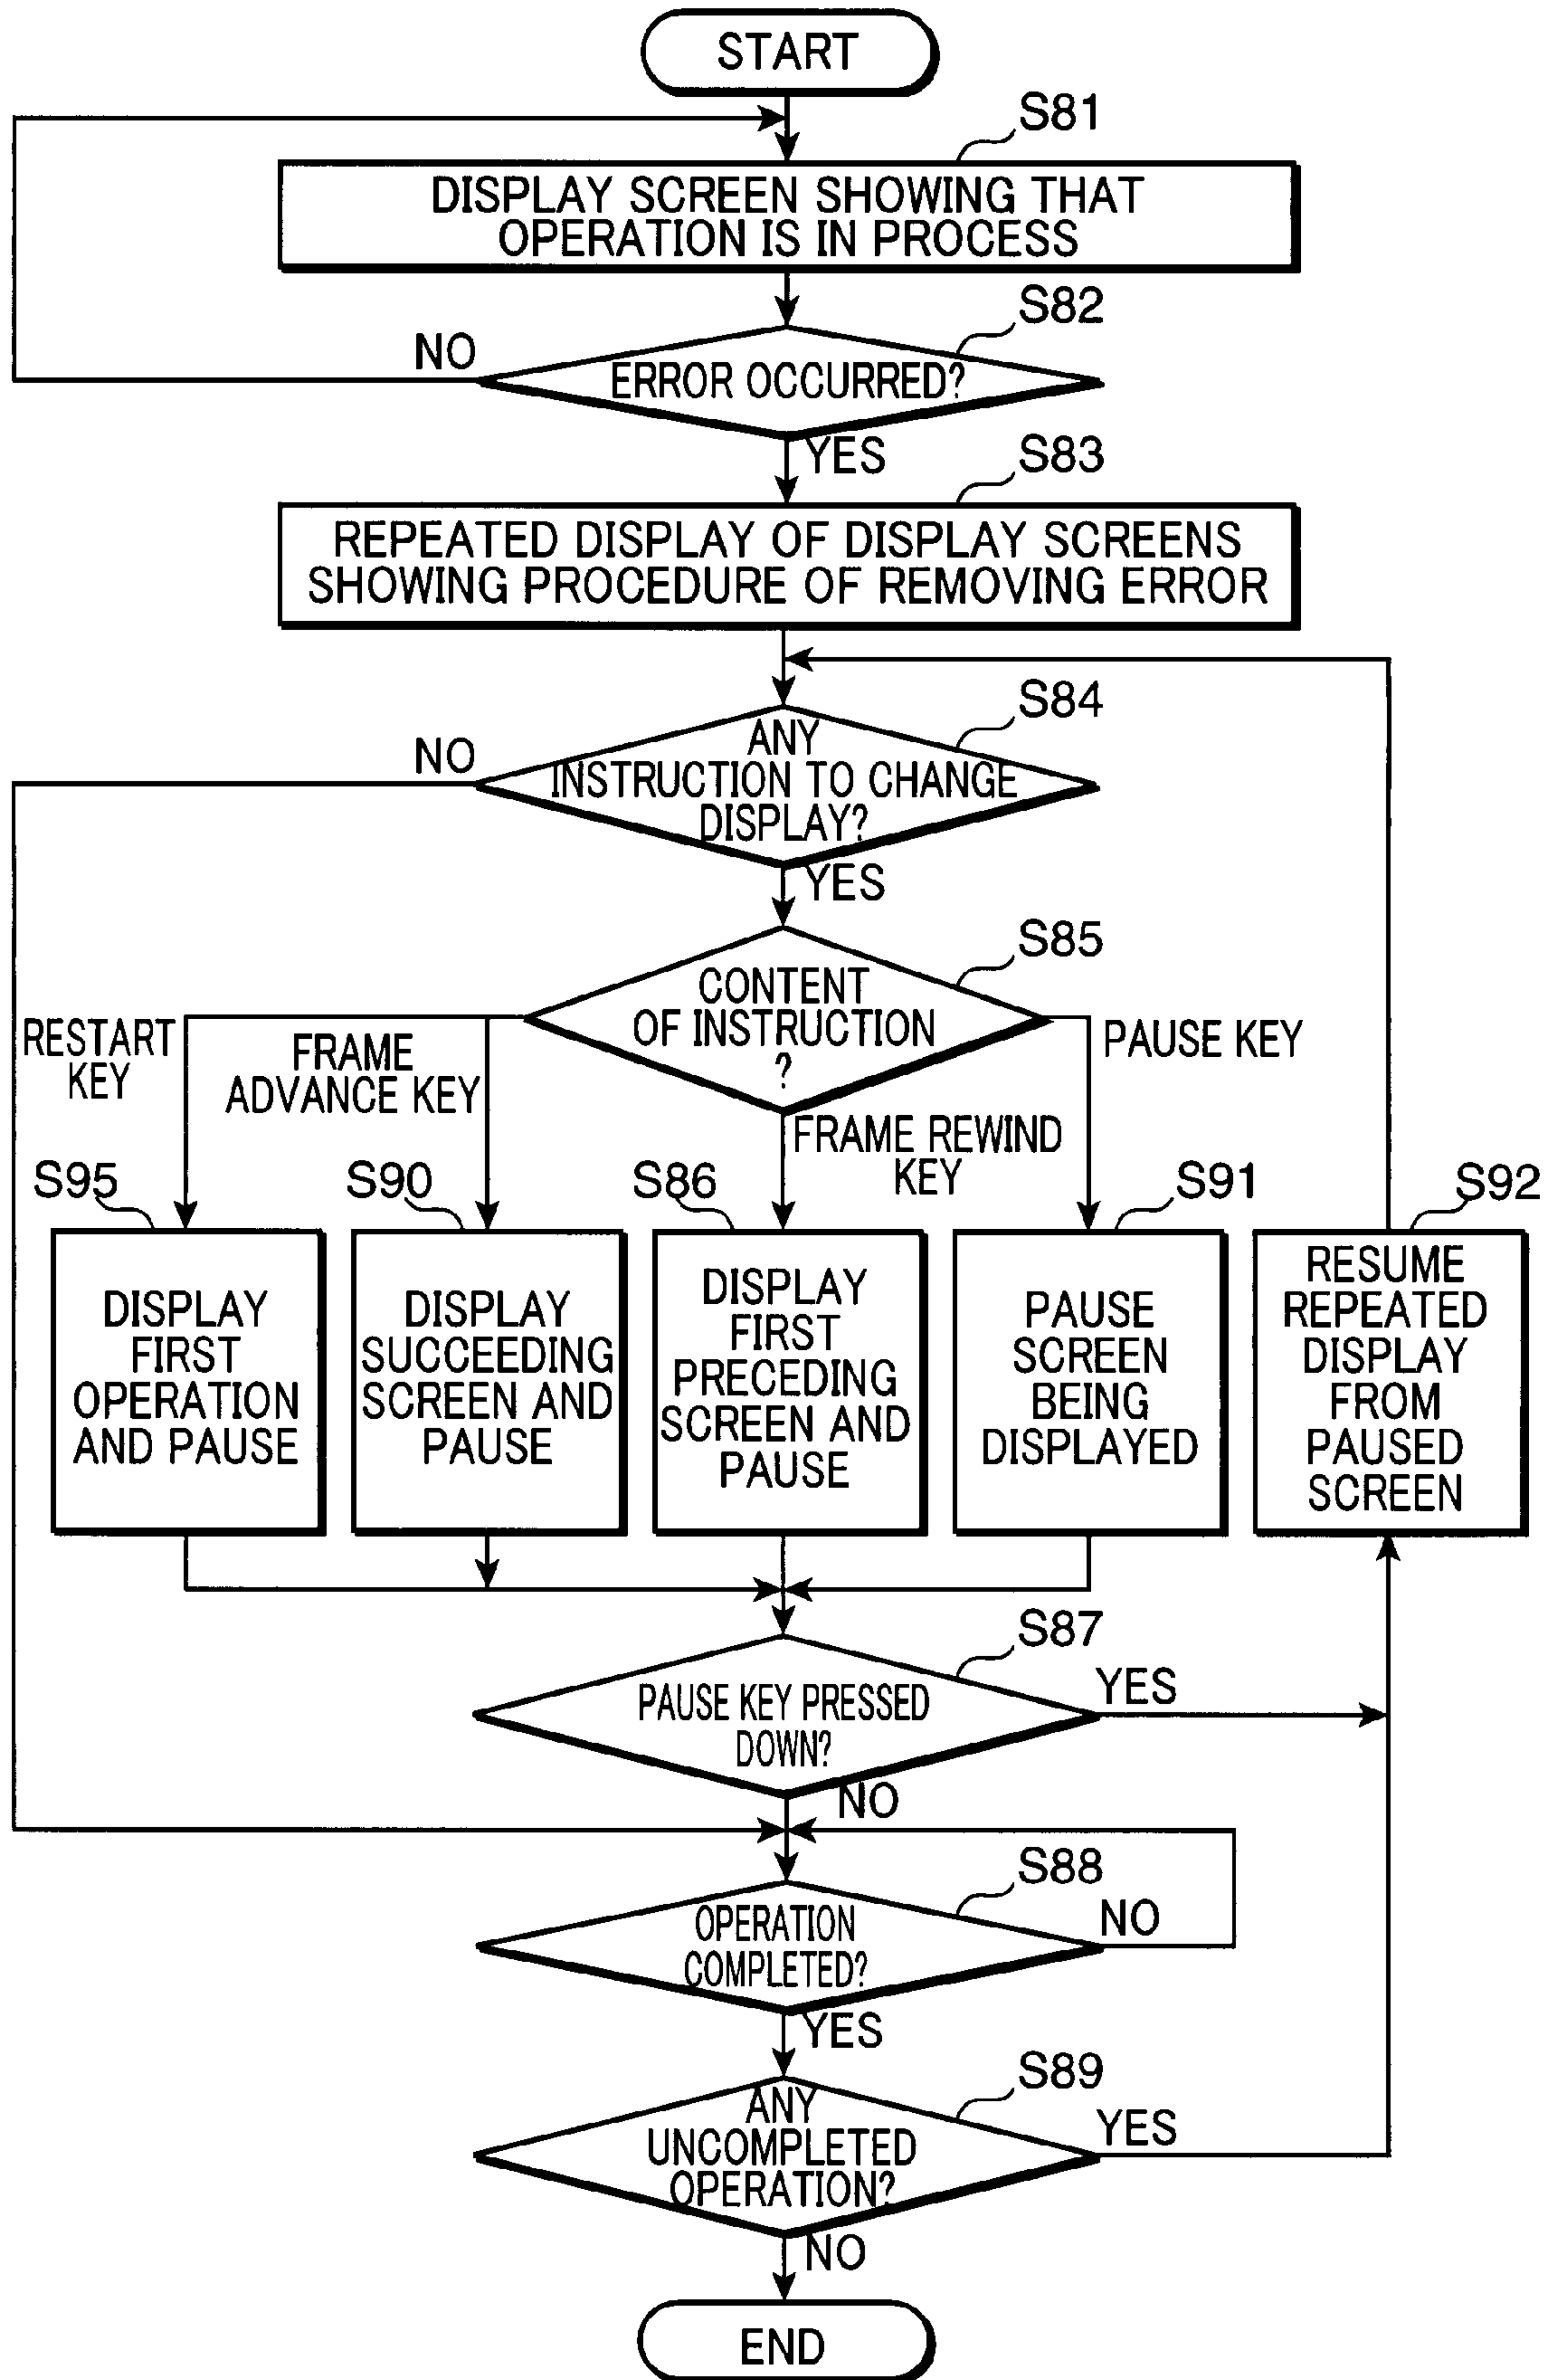 START
S81
DISPLAY SCREEN SHOWING THAT
OPERATION IS IN PROCESS
S82
NO
ERROR OCCURRED?
YES
S83
REPEATED DISPLAY OF DISPLAY SCREENS
SHOWING PROCEDURE OF REMOVING ERROR
S84
NO
ANY
INSTRUCTION TO CHANGE
DISPLAY?
YES
S85
CONTENT
OF INSTRUCTION
?
RESTART
KEY
FRAME
ADVANCE KEY
FRAME REWIND
KEY
PAUSE KEY
S95
DISPLAY
FIRST
OPERATION
AND PAUSE
S90
DISPLAY
SUCCEEDING
SCREEN AND
PAUSE
S86
DISPLAY
FIRST
PRECEDING
SCREEN AND
PAUSE
S91
PAUSE
SCREEN
BEING
DISPLAYED
S92
RESUME
REPEATED
DISPLAY
FROM
PAUSED
SCREEN
S87
PAUSE KEY PRESSED
DOWN?
YES
NO
S88
OPERATION
COMPLETED?
NO
YES
S89
ANY
UNCOMPLETED
OPERATION?
YES
NO
END